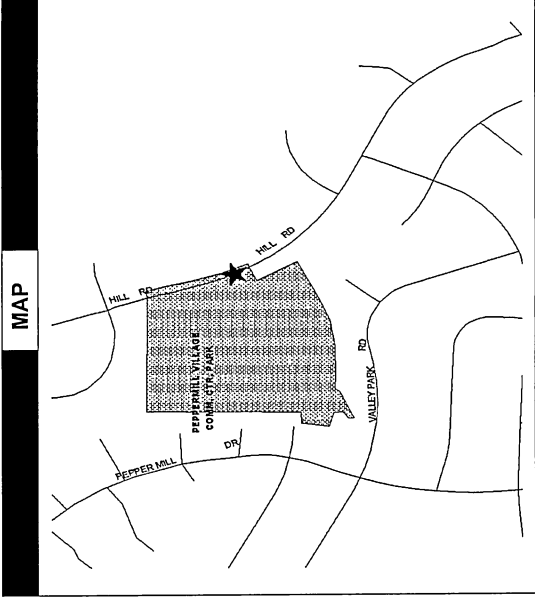 MAP
HILL RD
HILL RD
PEPPERMILL VILLAGE
COMM. CTR. PARK
PEPPER MILL DR
VALLEY PARK RD